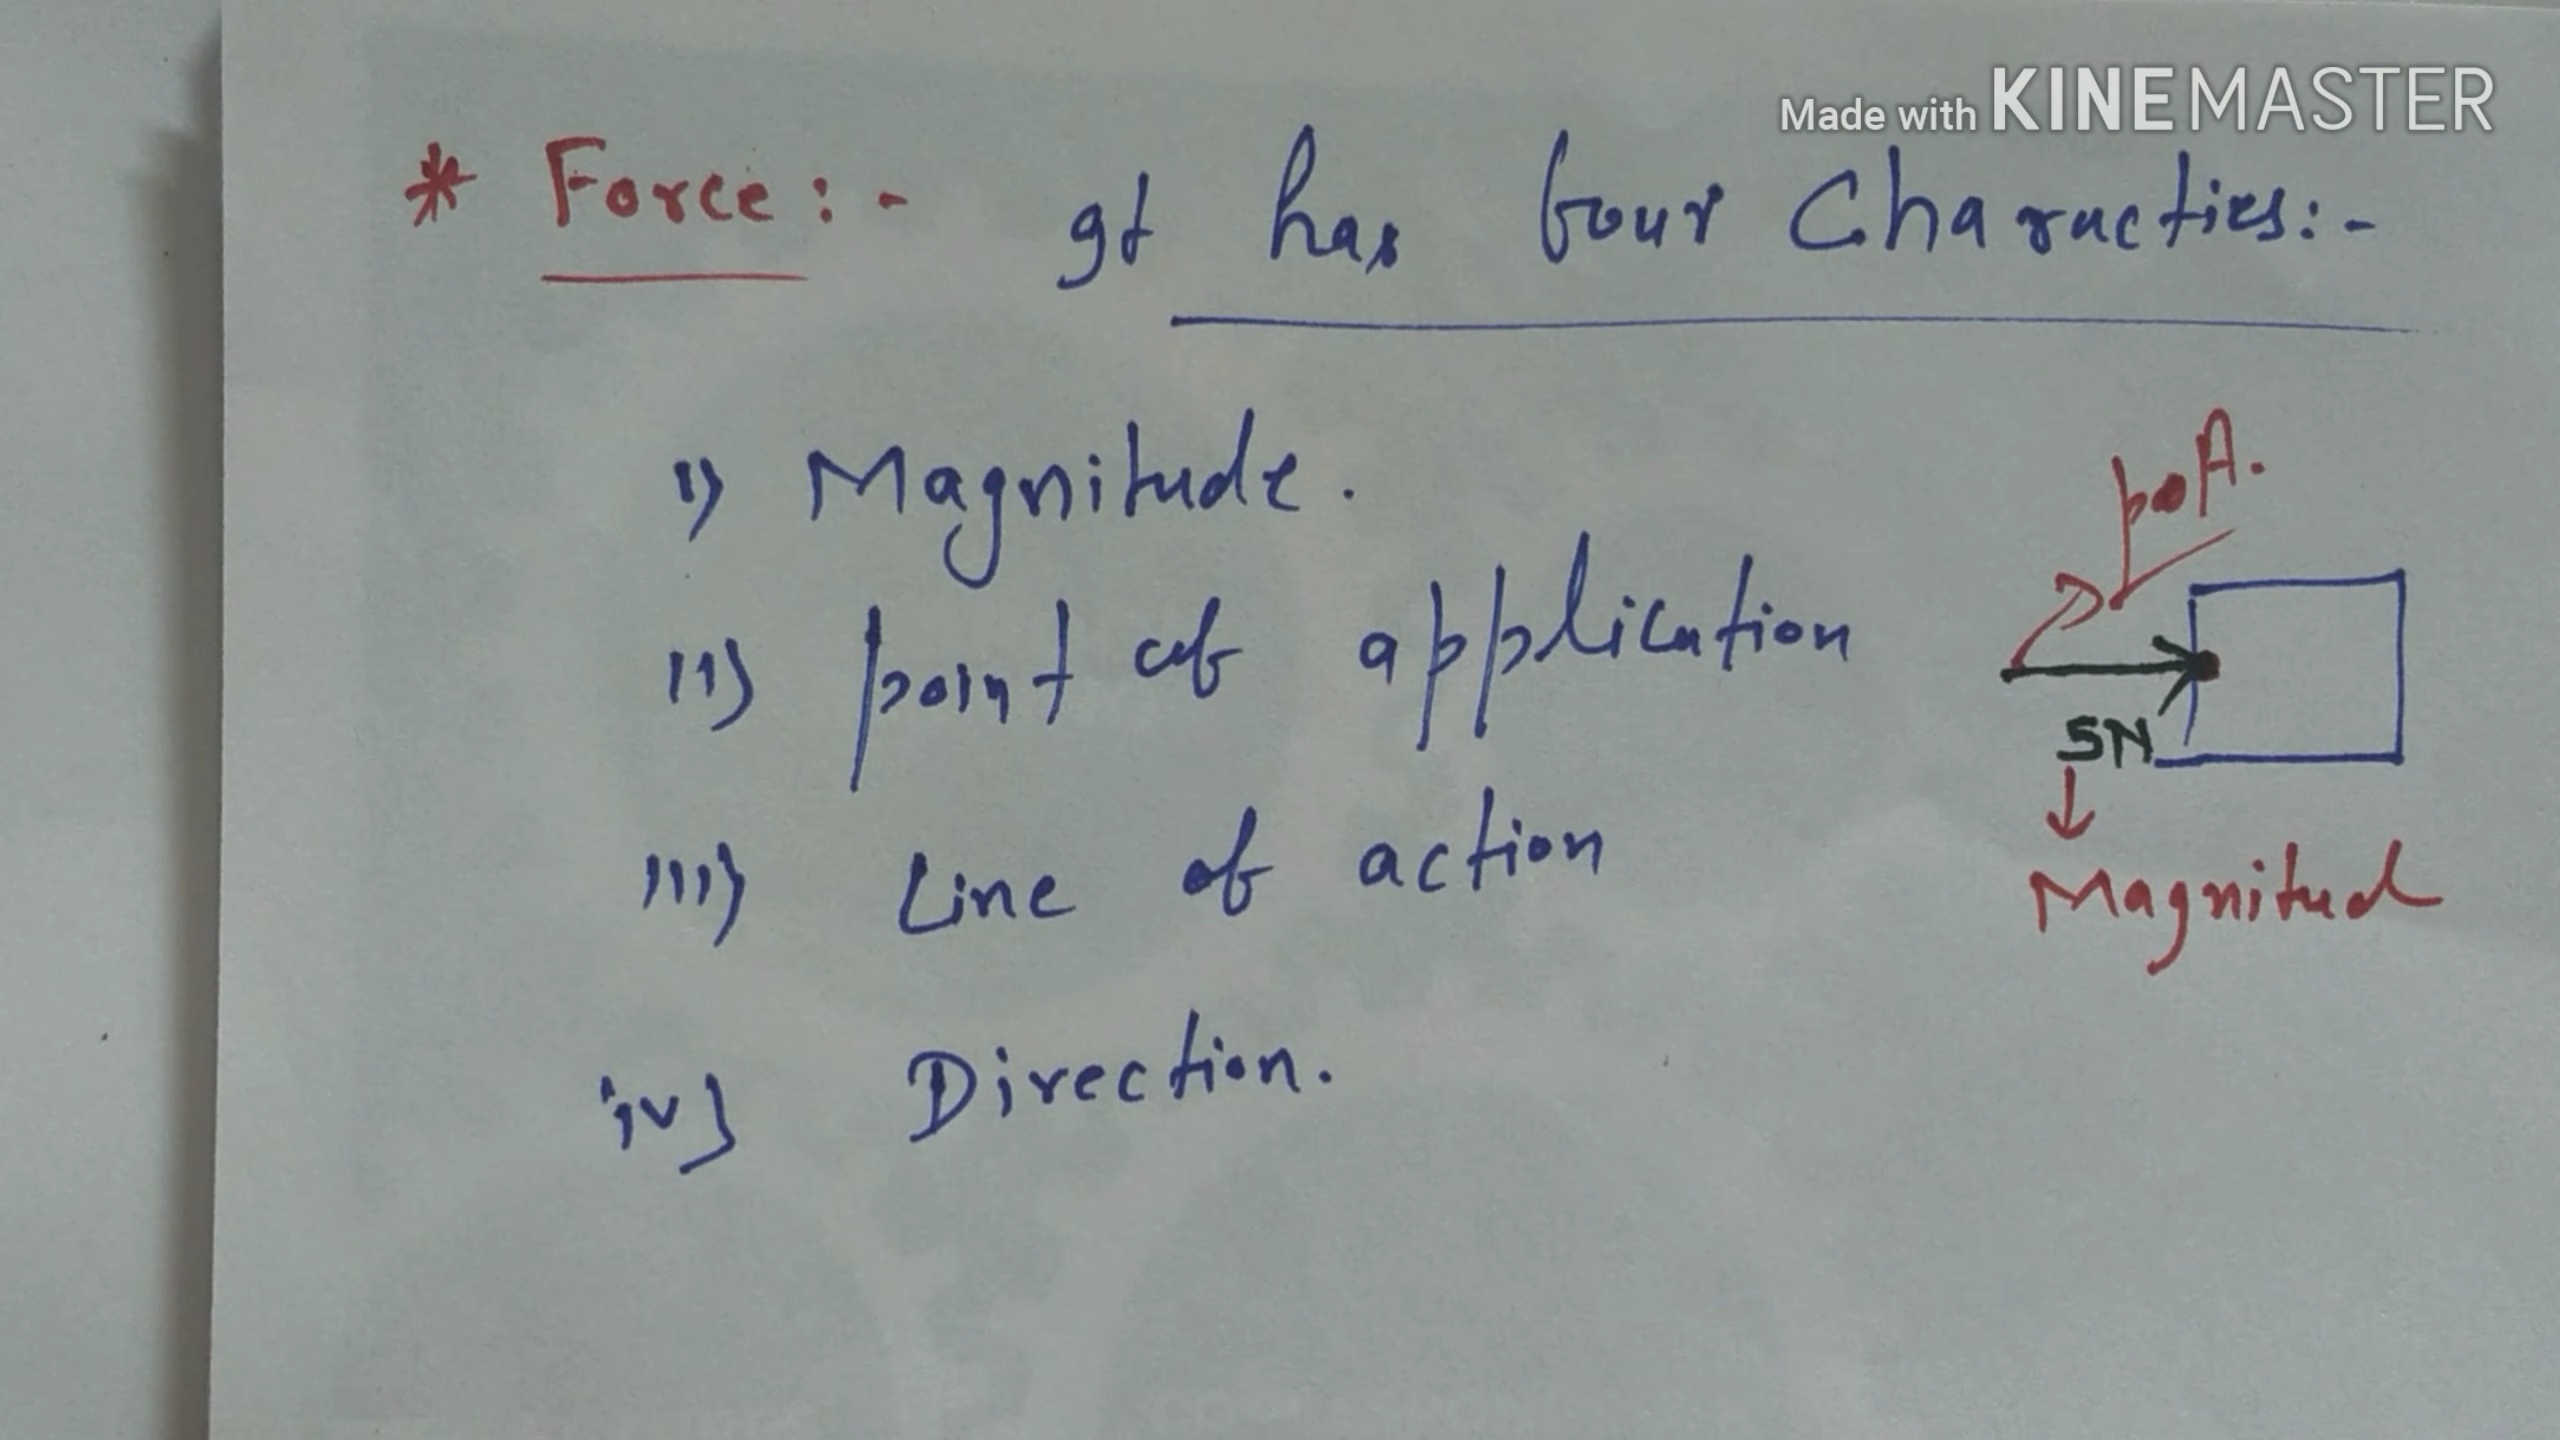 Made with KINEMASTER
* Force:- It has four Characties:-
i) Magnitude.
ii) point of application
iii) Line of action
iv) Direction.
poA.
5N
Magnitud